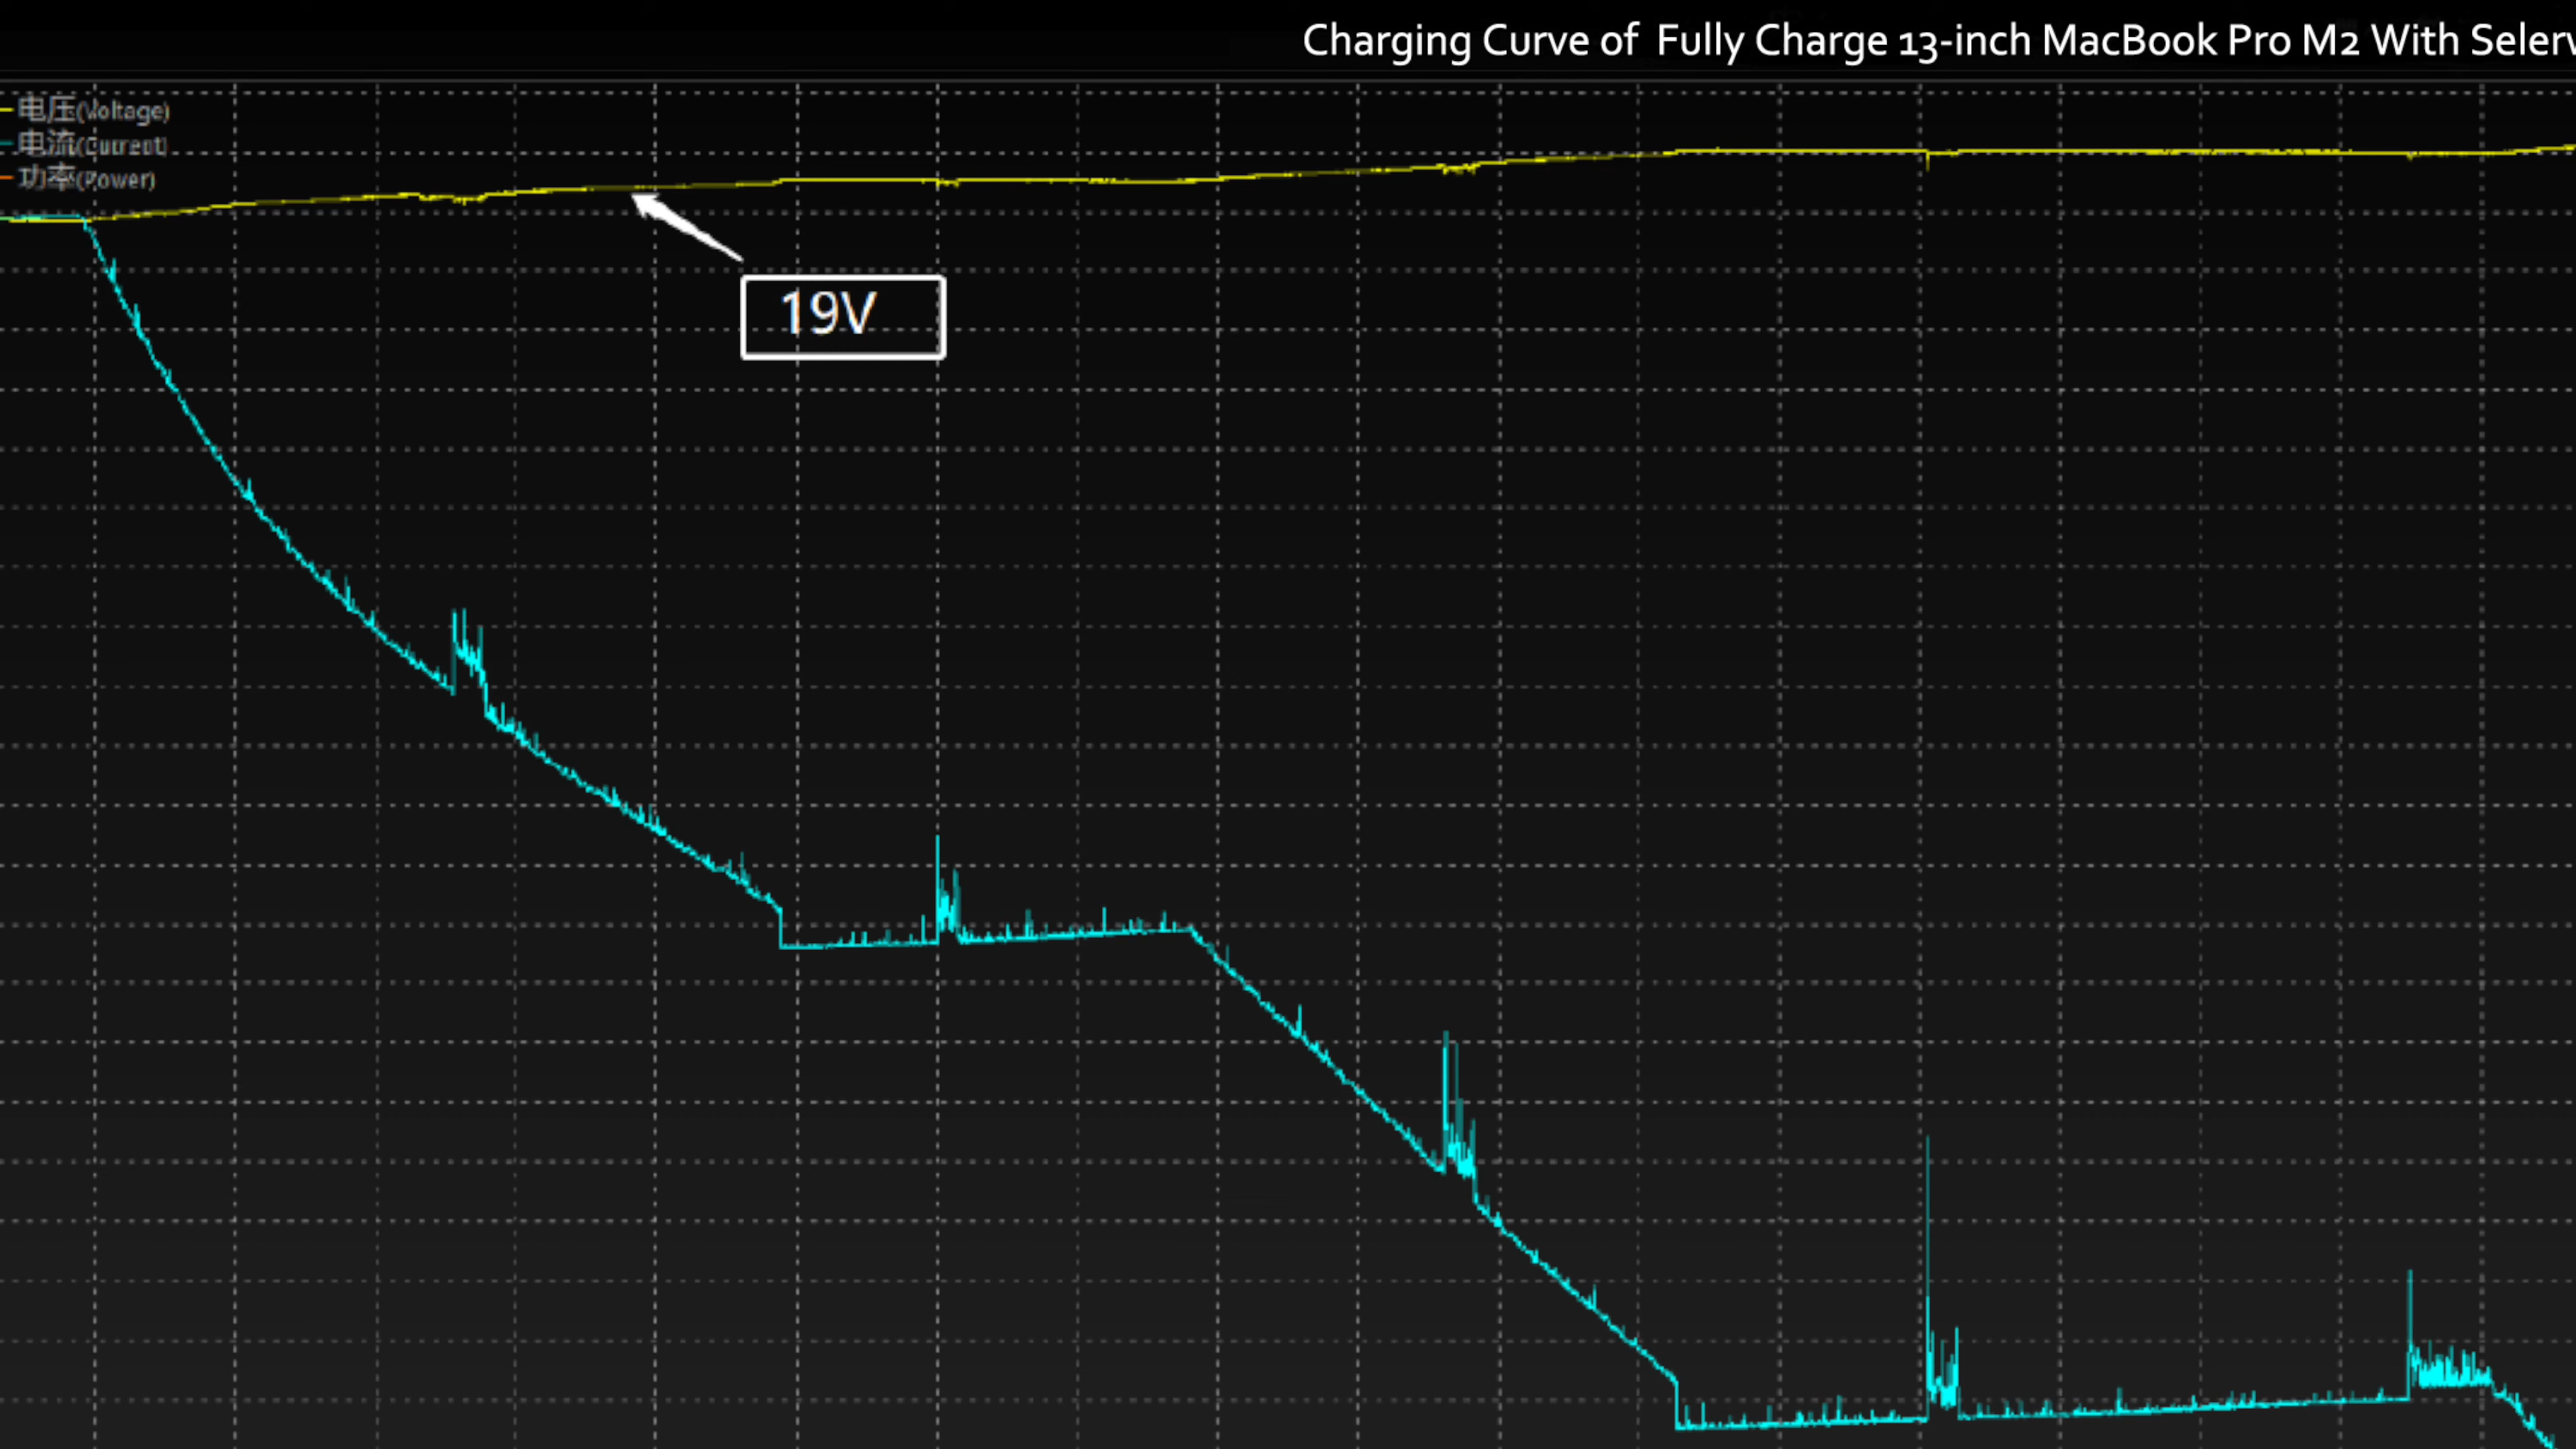 Charging Curve of Fully Charge 13-inch MacBook Pro M2 With
电压(Voltage)
电流(Current)
功率(Power)
19V